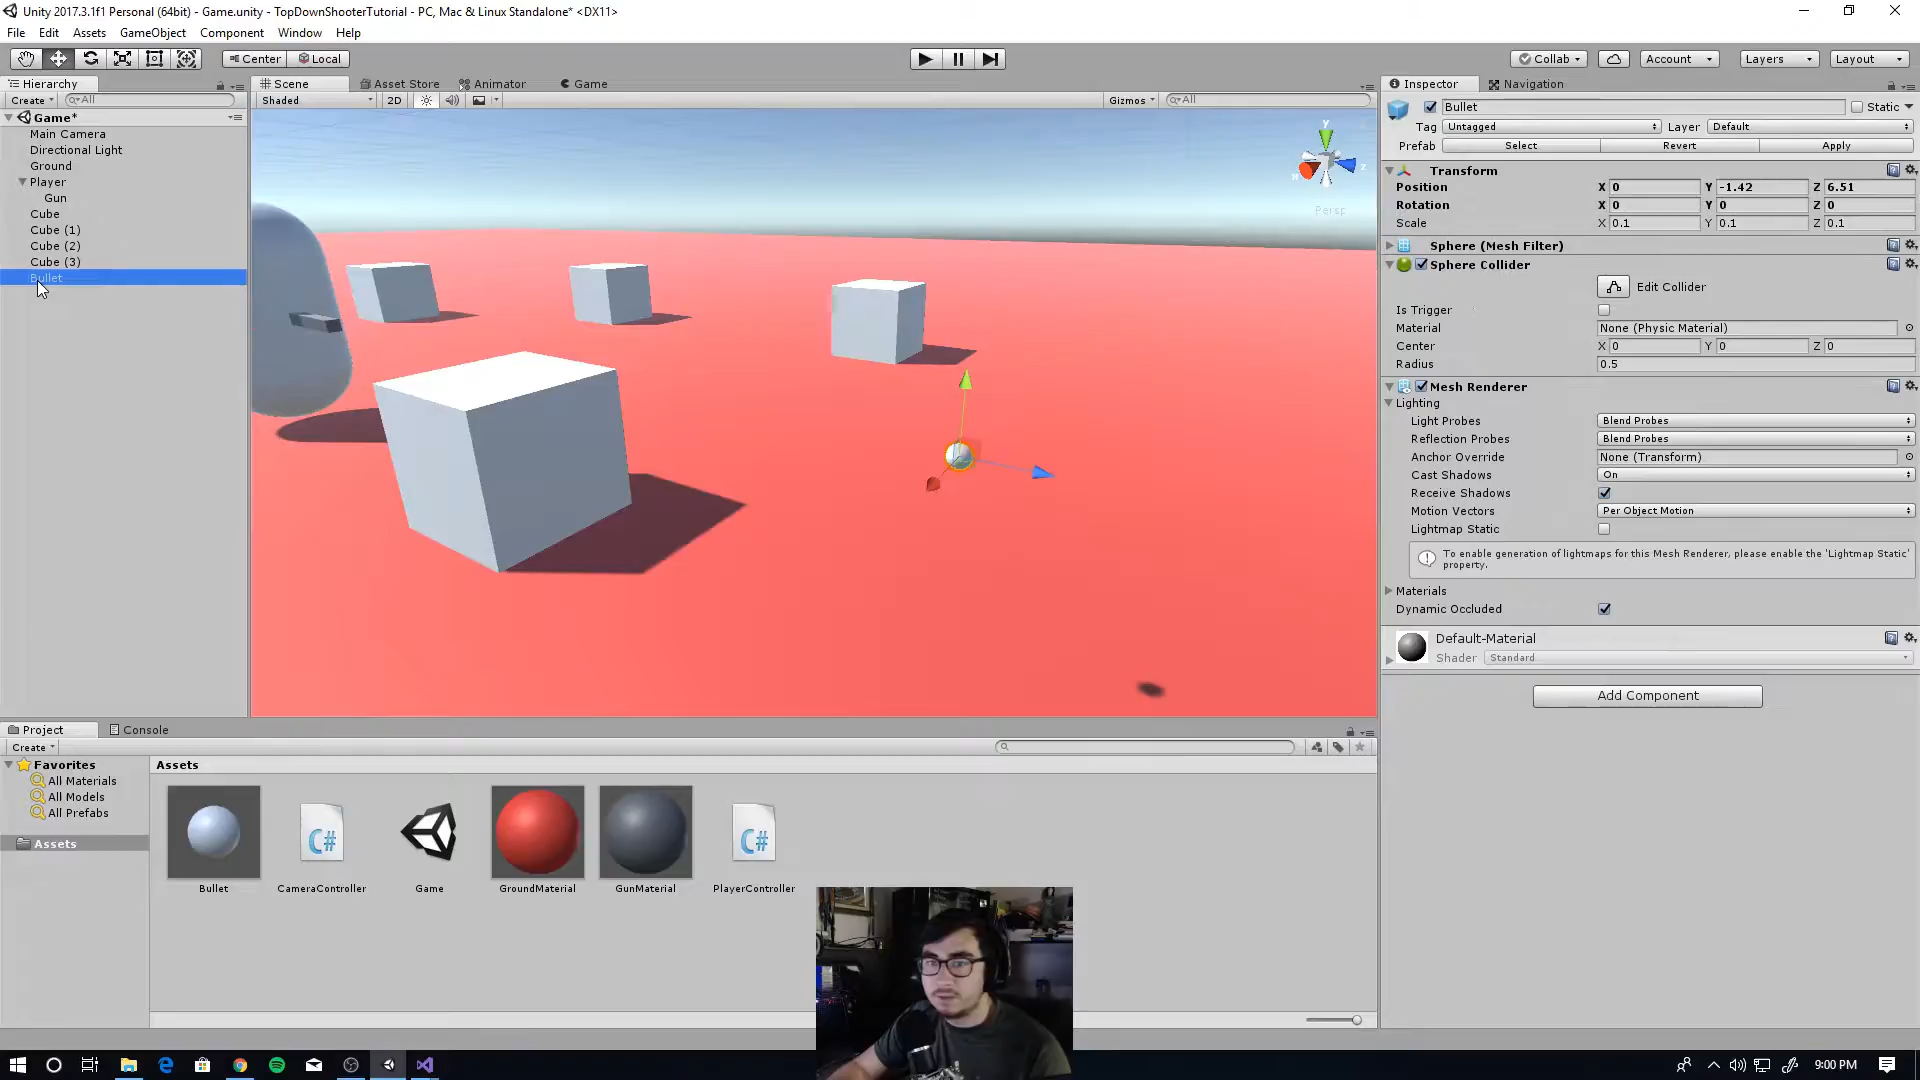 Unity 2017.3.1f1 Personal (64bit) - Game.unity - TopDownShooterTutorial - PC, Mac & Linux Standalone* <DX11>
File Edit Assets GameObject Component Window Help
Center Local Collab Account Layers Layout
Hierarchy
Create All
Game*
Main Camera
Directional Light
Ground
Player
Gun
Cube
Cube (1)
Cube (2)
Cube (3)
Bullet
Scene Asset Store Animator Game
Shaded 2D Gizmos All
y
z
Persp
Inspector Navigation
Bullet Static
Tag Untagged Layer Default
Prefab Select Revert Apply
Transform
Position X 0 Y -1.42 Z 6.51
Rotation X 0 Y 0 Z 0
Scale X 0.1 Y 0.1 Z 0.1
Sphere (Mesh Filter)
Sphere Collider
Edit Collider
Is Trigger
Material None (Physic Material)
Center X 0 Y 0 Z 0
Radius 0.5
Mesh Renderer
Lighting
Light Probes Blend Probes
Reflection Probes Blend Probes
Anchor Override None (Transform)
Cast Shadows On
Receive Shadows
Motion Vectors Per Object Motion
Lightmap Static
To enable generation of lightmaps for this Mesh Renderer, please enable the 'Lightmap Static'
property.
Materials
Dynamic Occluded
Default-Material
Shader Standard
Add Component
Project Console
Create
Favorites
All Materials
All Models
All Prefabs
Assets
Assets
C# C#
Bullet CameraController Game GroundMaterial GunMaterial PlayerController
9:00 PM